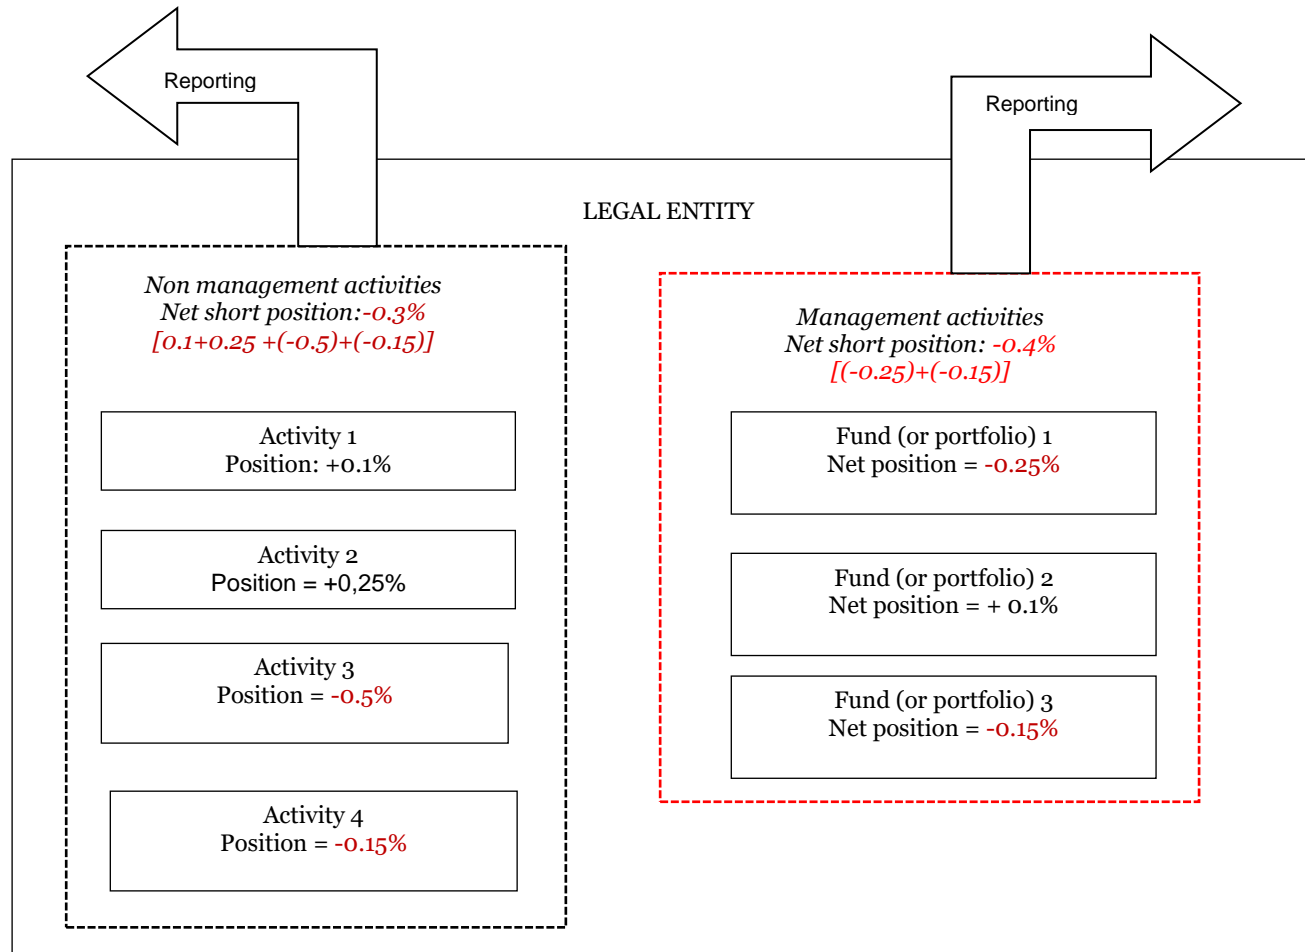 Reporting
Reporting
LEGAL ENTITY
Non management activities
Net short position:-0.3%
[0.1+0.25 +(-0.5)+(-0.15)]
Activity 1
Position: +0.1%
Activity 2
Position = +0,25%
Activity 3
Position = -0.5%
Activity 4
Position = -0.15%
Management activities
Net short position: -0.4%
[(-0.25)+(-0.15)]
Fund (or portfolio) 1
Net position = -0.25%
Fund (or portfolio) 2
Net position = + 0.1%
Fund (or portfolio) 3
Net position = -0.15%